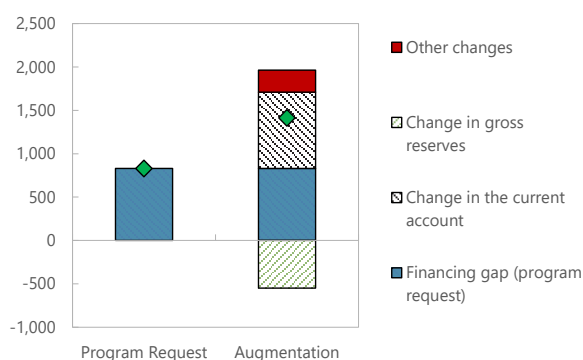 2,500
2,000
1,500
1,000
500
0
-500
-1,000
Program Request
Augmentation
Other changes
Change in gross
reserves
Change in the current
account
Financing gap (program
request)